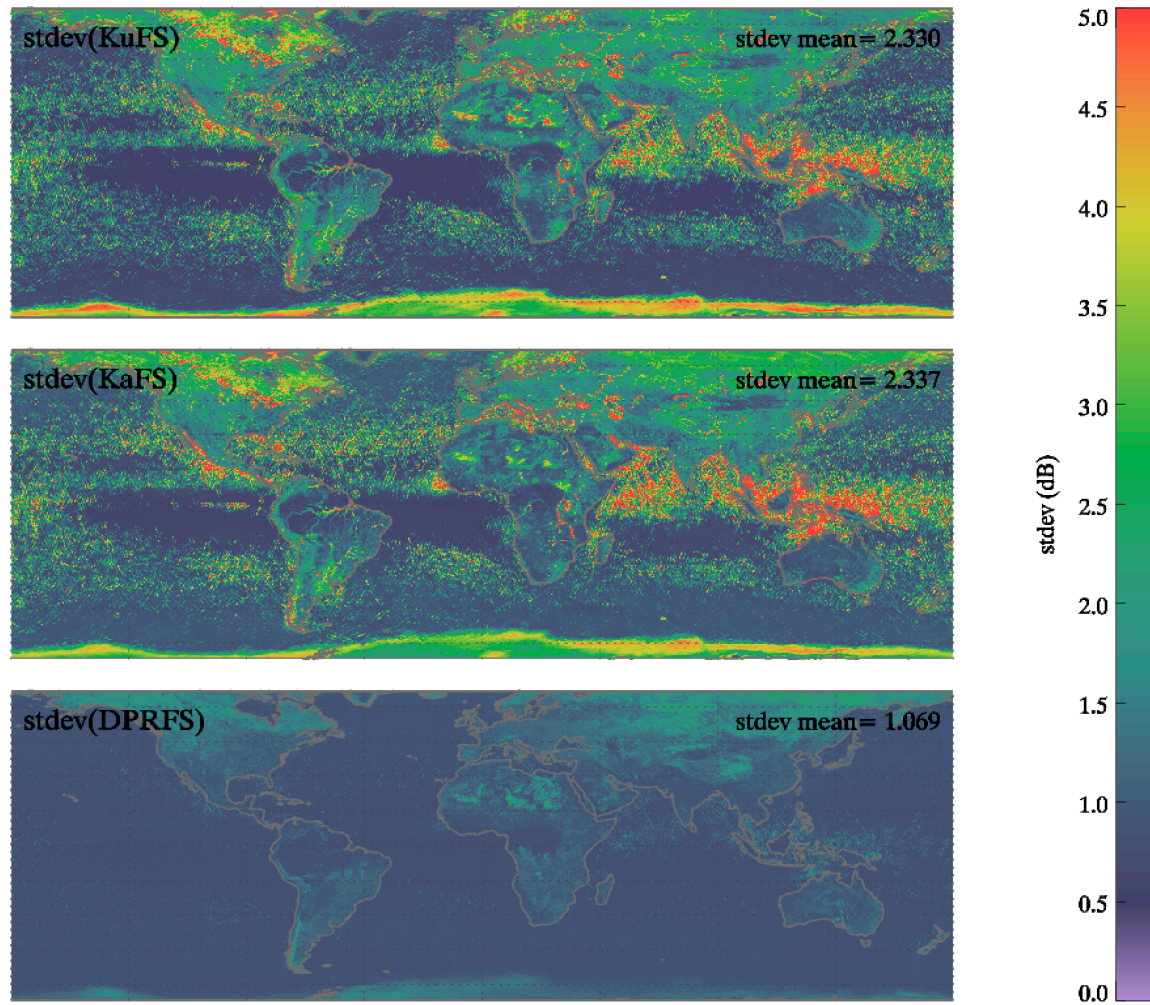 stdev(KuFS)
stdev mean= 2.330
stdev(KaFS)
stdev mean= 2.337
stdev(DPRFS)
stdev mean= 1.069
5.0
4.5
4.0
3.5
3.0
2.5
2.0
1.5
1.0
0.5
0.0
stdev (dB)